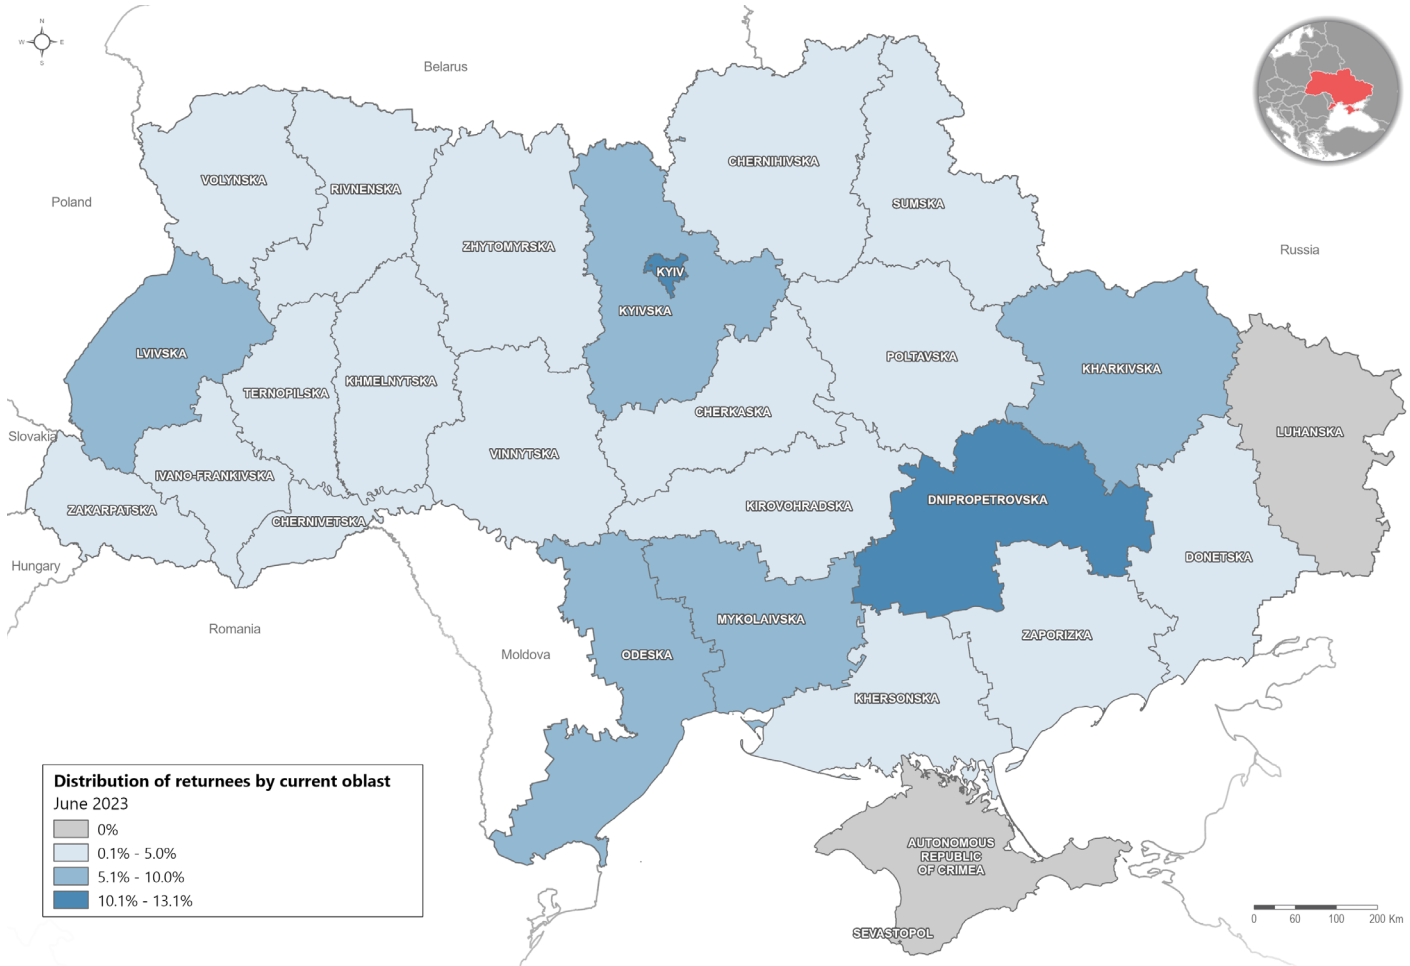 N
W
E
S
Belarus
Poland
Russia
Slovakia
Hungary
Romania
Moldova
VOLYNSKA
RIVNENSKA
ZHYTOMYRSKA
CHERNIHIVSKA
SUMSKA
KYIV
KYIVSKA
LVIVSKA
TERNOPILSKA
KHMELNYTSKA
CHERKASKA
POLTAVSKA
KHARKIVSKA
LUHANSKA
VINNYTSKA
IVANO-FRANKIVSKA
ZAKARPATSKA
CHERNIVETSKA
KIROVOHRADSKA
DNIPROPETROVSKA
DONETSKA
MYKOLAIVSKA
ODESKA
ZAPORIZKA
KHERSONSKA
AUTONOMOUS
REPUBLIC
OF CRIMEA
SEVASTOPOL
Distribution of returnees by current oblast
June 2023
0%
0.1% - 5.0%
5.1% - 10.0%
10.1% - 13.1%
0 60 100 200 Km